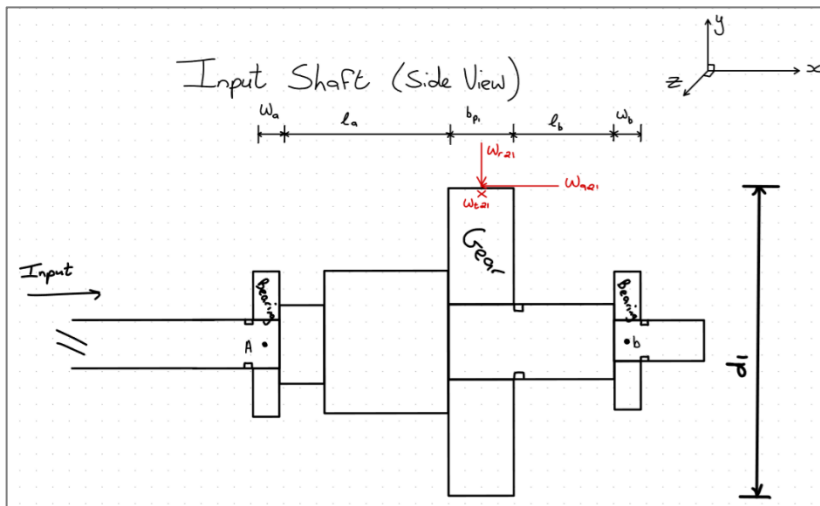 y
Input Shaft (Side View)
x
z
Wa
la
bp1
lb
Wb
Wr21
Wa21
Wt21
Gear
Input
Bearing
Bearing
A
b
d1